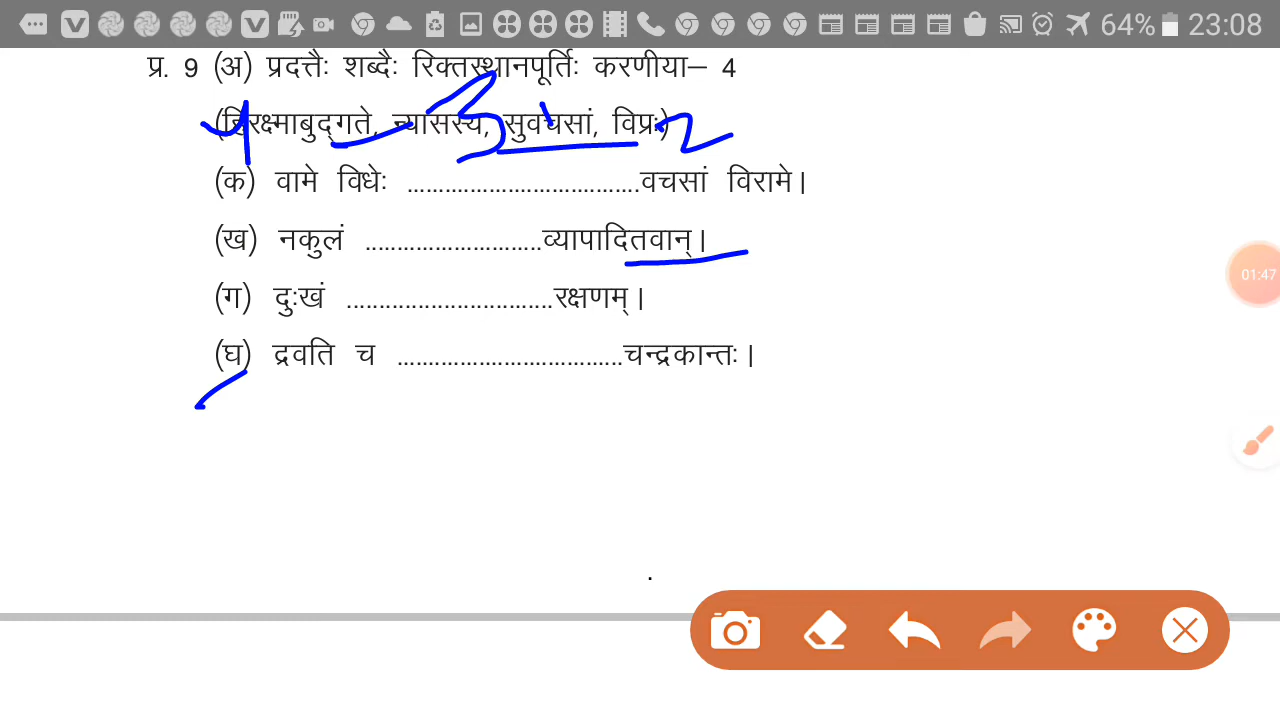 64% 23:08
प्र. 9 (अ) प्रदत्तैः शब्दैः रिक्तस्थानपूर्तिः करणीया– 4
(हिरक्ष्माबुद्गते, न्यासस्य, सुवचसां, विप्रः)
(क) वामे विधेः ..................................... वचसां विरामे।
(ख) नकुलं ............................ व्यापादितवान्।
(ग) दुःखं ................................. रक्षणम्।
(घ) द्रवति च .................................... चन्द्रकान्तः।
01:47